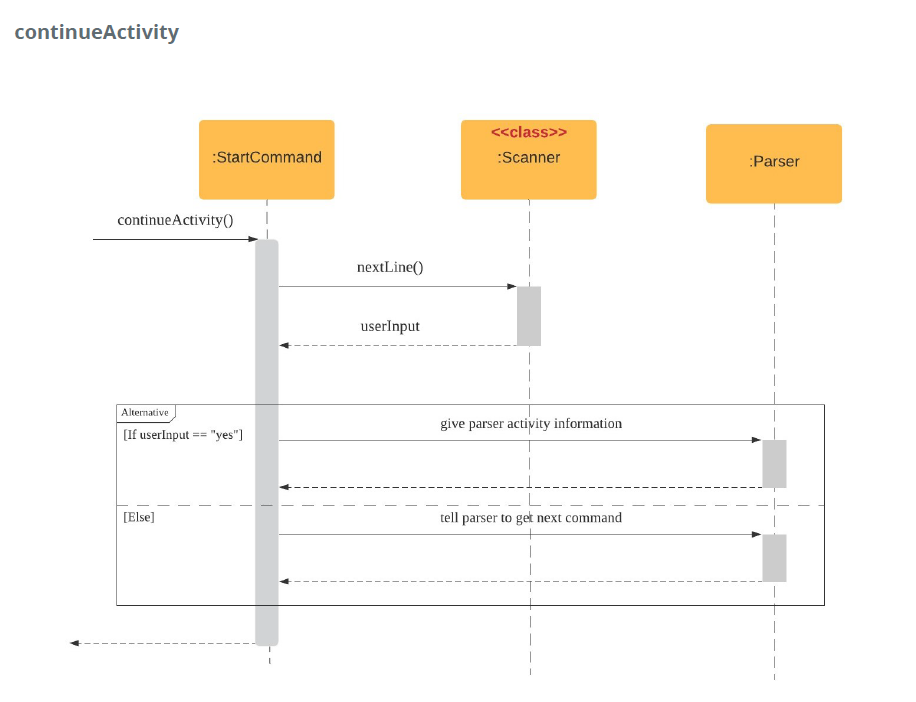 continueActivity
<<class>>
:StartCommand
:Scanner
:Parser
continueActivity()
nextLine()
userInput
Alternative
give parser activity information
[If userInput == "yes"]
[Else]
tell parser to get next command